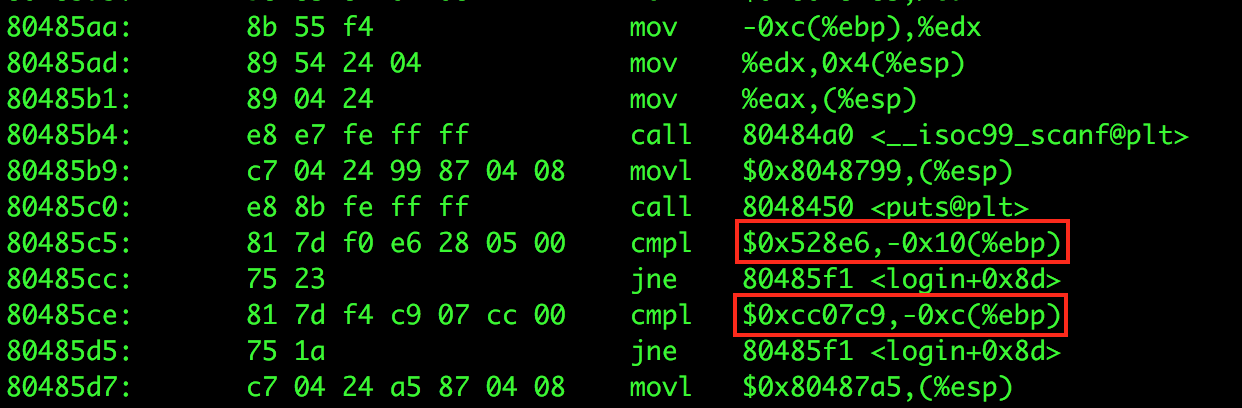 80485aa: 8b 55 f4 mov -0xc(%ebp),%edx
80485ad: 89 54 24 04 mov %edx,0x4(%esp)
80485b1: 89 04 24 mov %eax,(%esp)
80485b4: e8 e7 fe ff ff call 80484a0 <__isoc99_scanf@plt>
80485b9: c7 04 24 99 87 04 08 movl $0x8048799,(%esp)
80485c0: e8 8b fe ff ff call 8048450 <puts@plt>
80485c5: 81 7d f0 e6 28 05 00 cmpl $0x528e6,-0x10(%ebp)
80485cc: 75 23 jne 80485f1 <login+0x8d>
80485ce: 81 7d f4 c9 07 cc 00 cmpl $0xcc07c9,-0xc(%ebp)
80485d5: 75 1a jne 80485f1 <login+0x8d>
80485d7: c7 04 24 a5 87 04 08 movl $0x80487a5,(%esp)